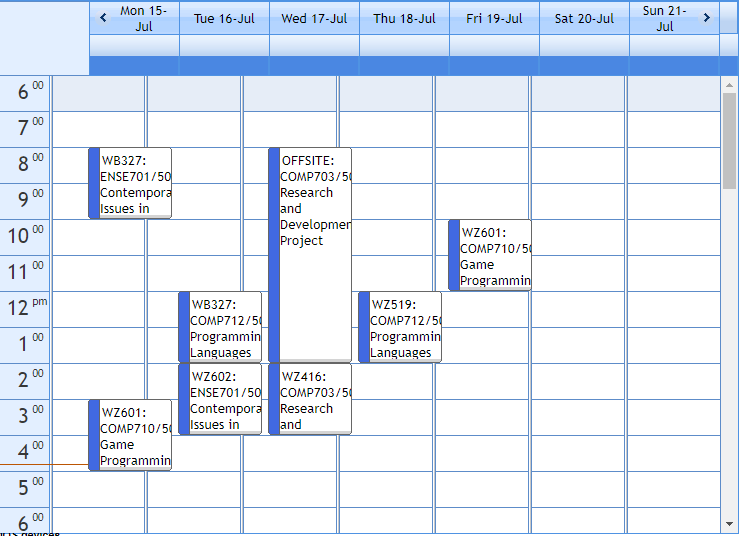 Mon 15-
Jul
Tue 16-Jul
Wed 17-Jul
Thu 18-Jul
Fri 19-Jul
Sat 20-Jul
Sun 21-
Jul
6 00
7 00
8 00
9 00
10 00
11 00
12 pm
1 00
2 00
3 00
4 00
5 00
6 00
WB327:
ENSE701/50
Contempora
Issues in
WZ601:
COMP710/50
Game
Programmin
WB327:
COMP712/50
Programmin
Languages
WZ602:
ENSE701/50
Contempora
Issues in
OFFSITE:
COMP703/50
Research
and
Developmen
Project
WZ416:
COMP703/50
Research
and
WZ519:
COMP712/50
Programmin
Languages
WZ601:
COMP710/50
Game
Programmin
devices